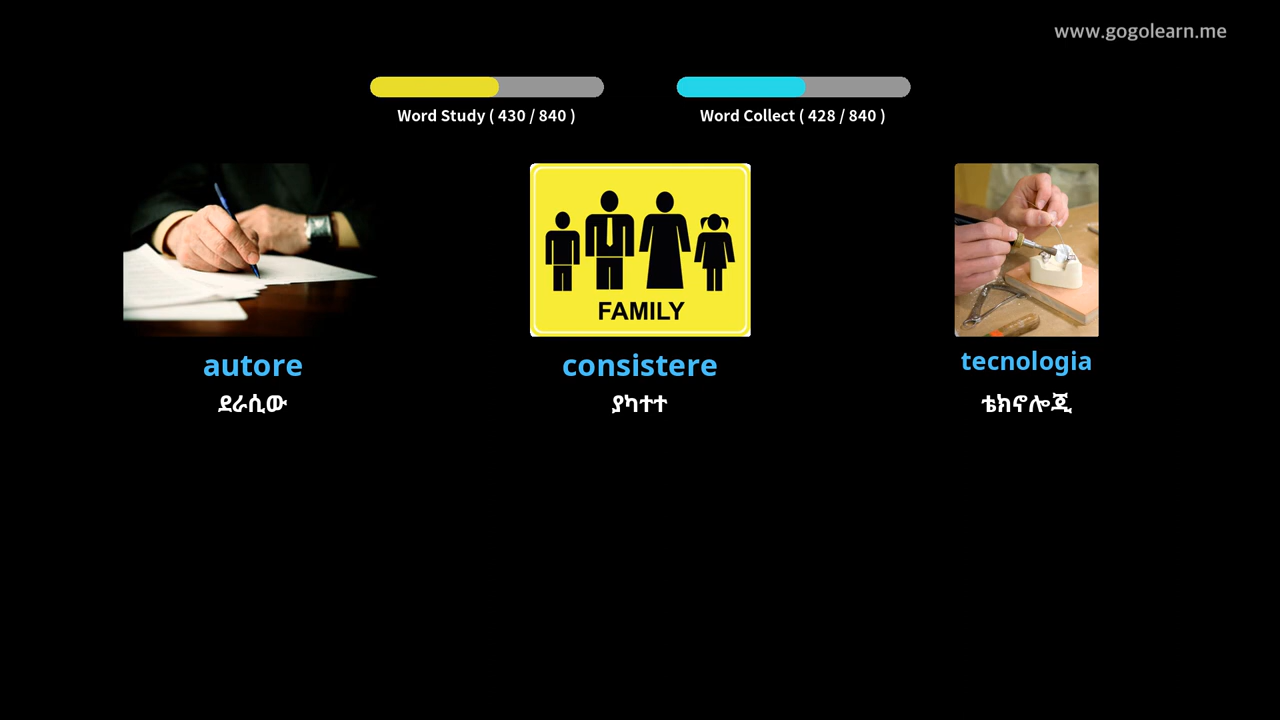 www.gogolearn.me
Word Study ( 430 / 840 )
Word Collect ( 428 / 840 )
FAMILY
autore
consistere
tecnologia
ደራሲው
ያካተተ
ቴክኖሎጂ